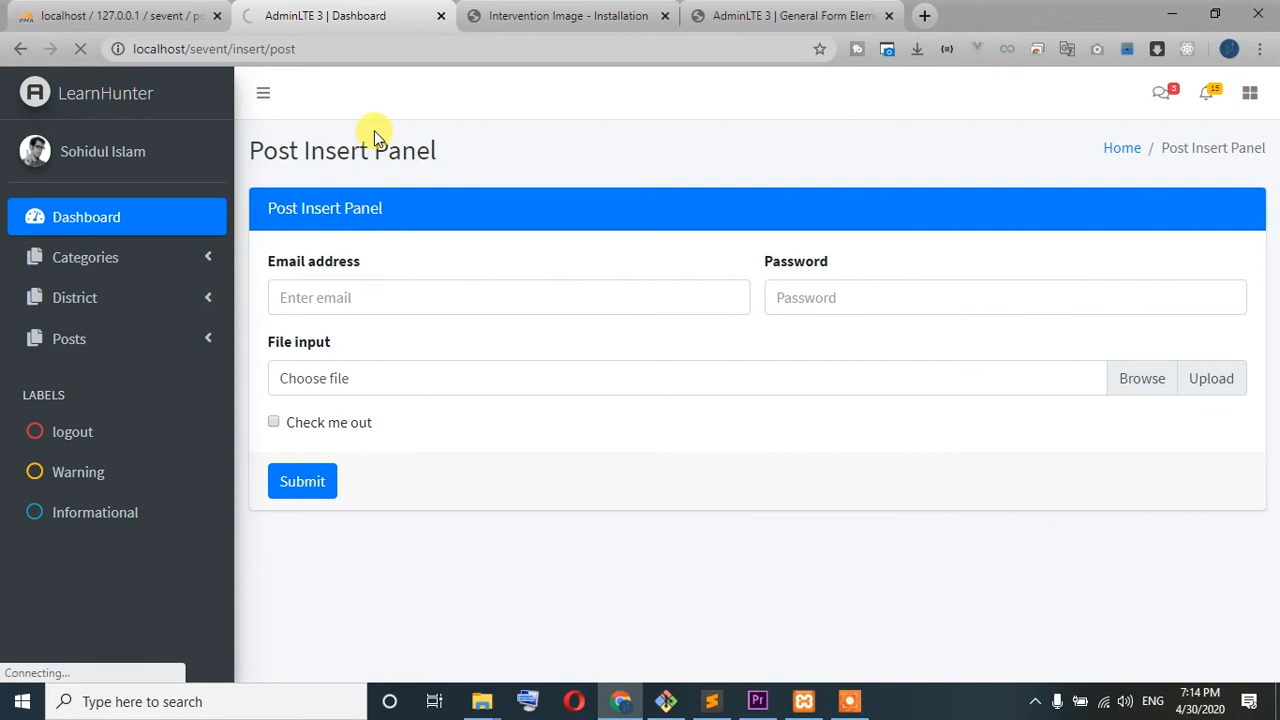 localhost / 127.0.0.1 / sevent / po
AdminLTE 3 | Dashboard
Intervention Image - Installation
AdminLTE 3 | General Form Elem
localhost/sevent/insert/post
LearnHunter
3
15
Sohidul Islam
Post Insert Panel
Home / Post Insert Panel
Dashboard
Categories
District
Posts
LABELS
logout
Warning
Informational
Post Insert Panel
Email address
Password
Enter email
Password
File input
Choose file
Browse
Upload
Check me out
Submit
Connecting...
Type here to search
ENG
7:14 PM
4/30/2020